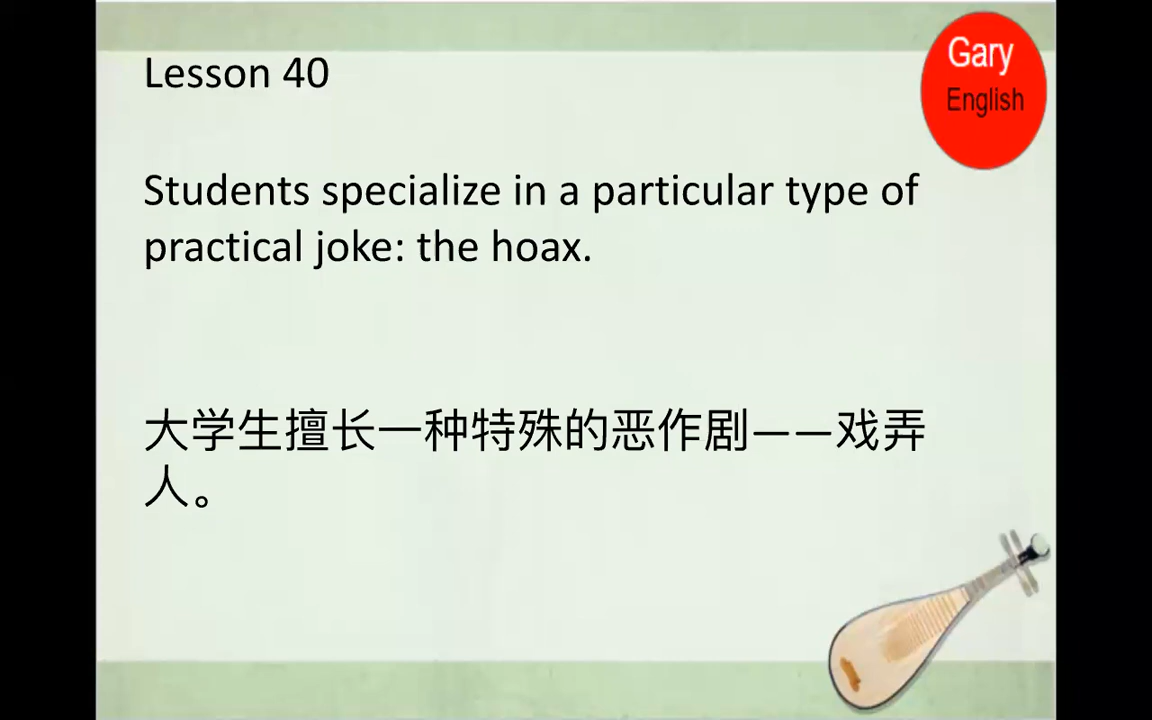 Lesson 40
Gary
English
Students specialize in a particular type of
practical joke: the hoax.
大学生擅长一种特殊的恶作剧——戏弄
人。